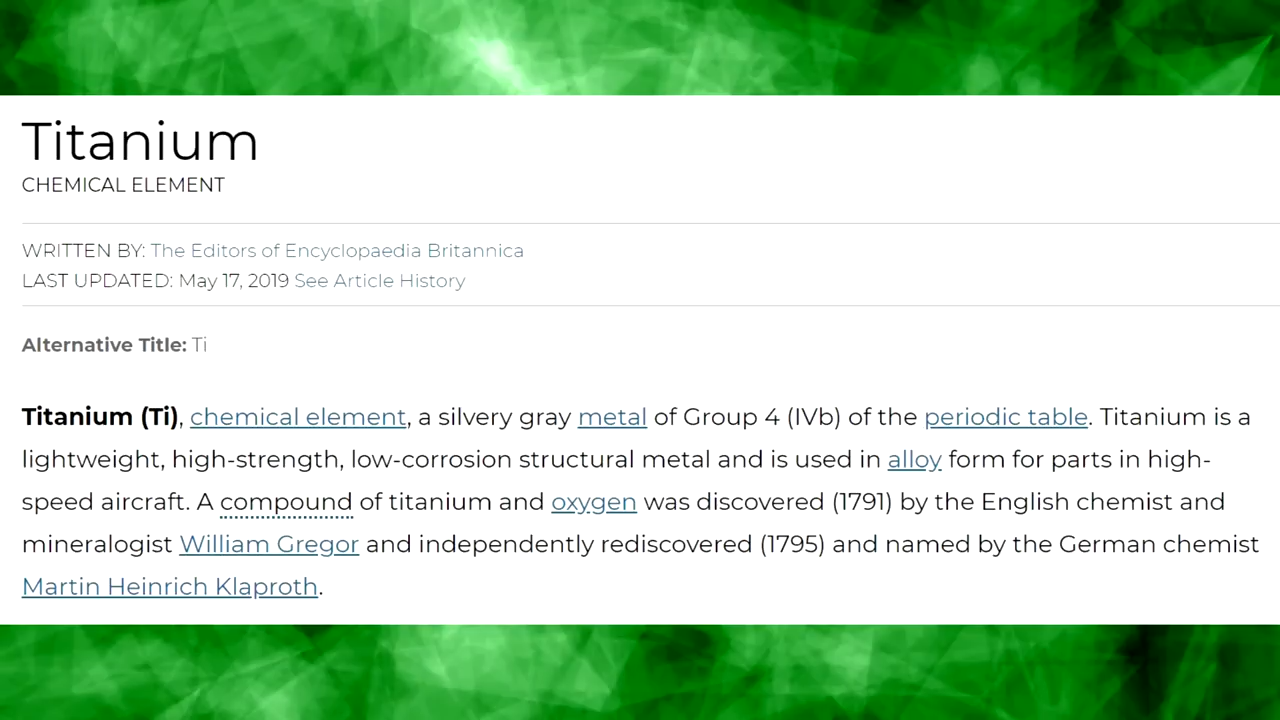 Titanium
CHEMICAL ELEMENT
WRITTEN BY: The Editors of Encyclopaedia Britannica
LAST UPDATED: May 17, 2019 See Article History
Alternative Title: Ti
Titanium (Ti), chemical element, a silvery gray metal of Group 4 (IVb) of the periodic table. Titanium is a
lightweight, high-strength, low-corrosion structural metal and is used in alloy form for parts in high-
speed aircraft. A compound of titanium and oxygen was discovered (1791) by the English chemist and
mineralogist William Gregor and independently rediscovered (1795) and named by the German chemist
Martin Heinrich Klaproth.